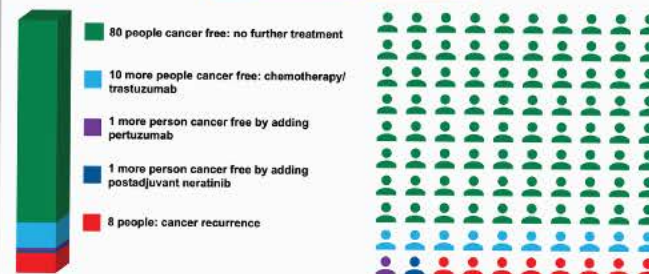 80 people cancer free: no further treatment
10 more people cancer free: chemotherapy/
trastuzumab
1 more person cancer free by adding
pertuzumab
1 more person cancer free by adding
postadjuvant neratinib
8 people: cancer recurrence